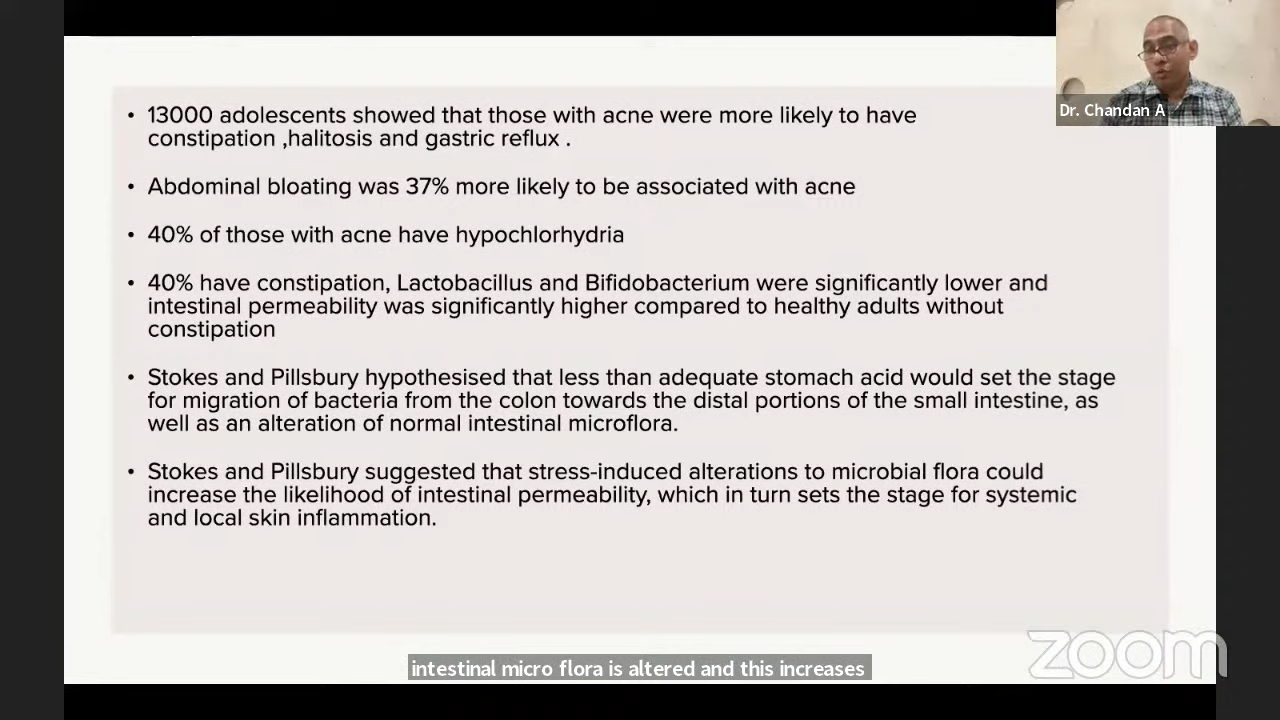 • 13000 adolescents showed that those with acne were more likely to have
constipation ,halitosis and gastric reflux .
• Abdominal bloating was 37% more likely to be associated with acne
• 40% of those with acne have hypochlorhydria
• 40% have constipation, Lactobacillus and Bifidobacterium were significantly lower and
intestinal permeability was significantly higher compared to healthy adults without
constipation
• Stokes and Pillsbury hypothesised that less than adequate stomach acid would set the stage
for migration of bacteria from the colon towards the distal portions of the small intestine, as
well as an alteration of normal intestinal microflora.
• Stokes and Pillsbury suggested that stress-induced alterations to microbial flora could
increase the likelihood of intestinal permeability, which in turn sets the stage for systemic
and local skin inflammation.
Dr. Chandan A
zoom
intestinal micro flora is altered and this increases